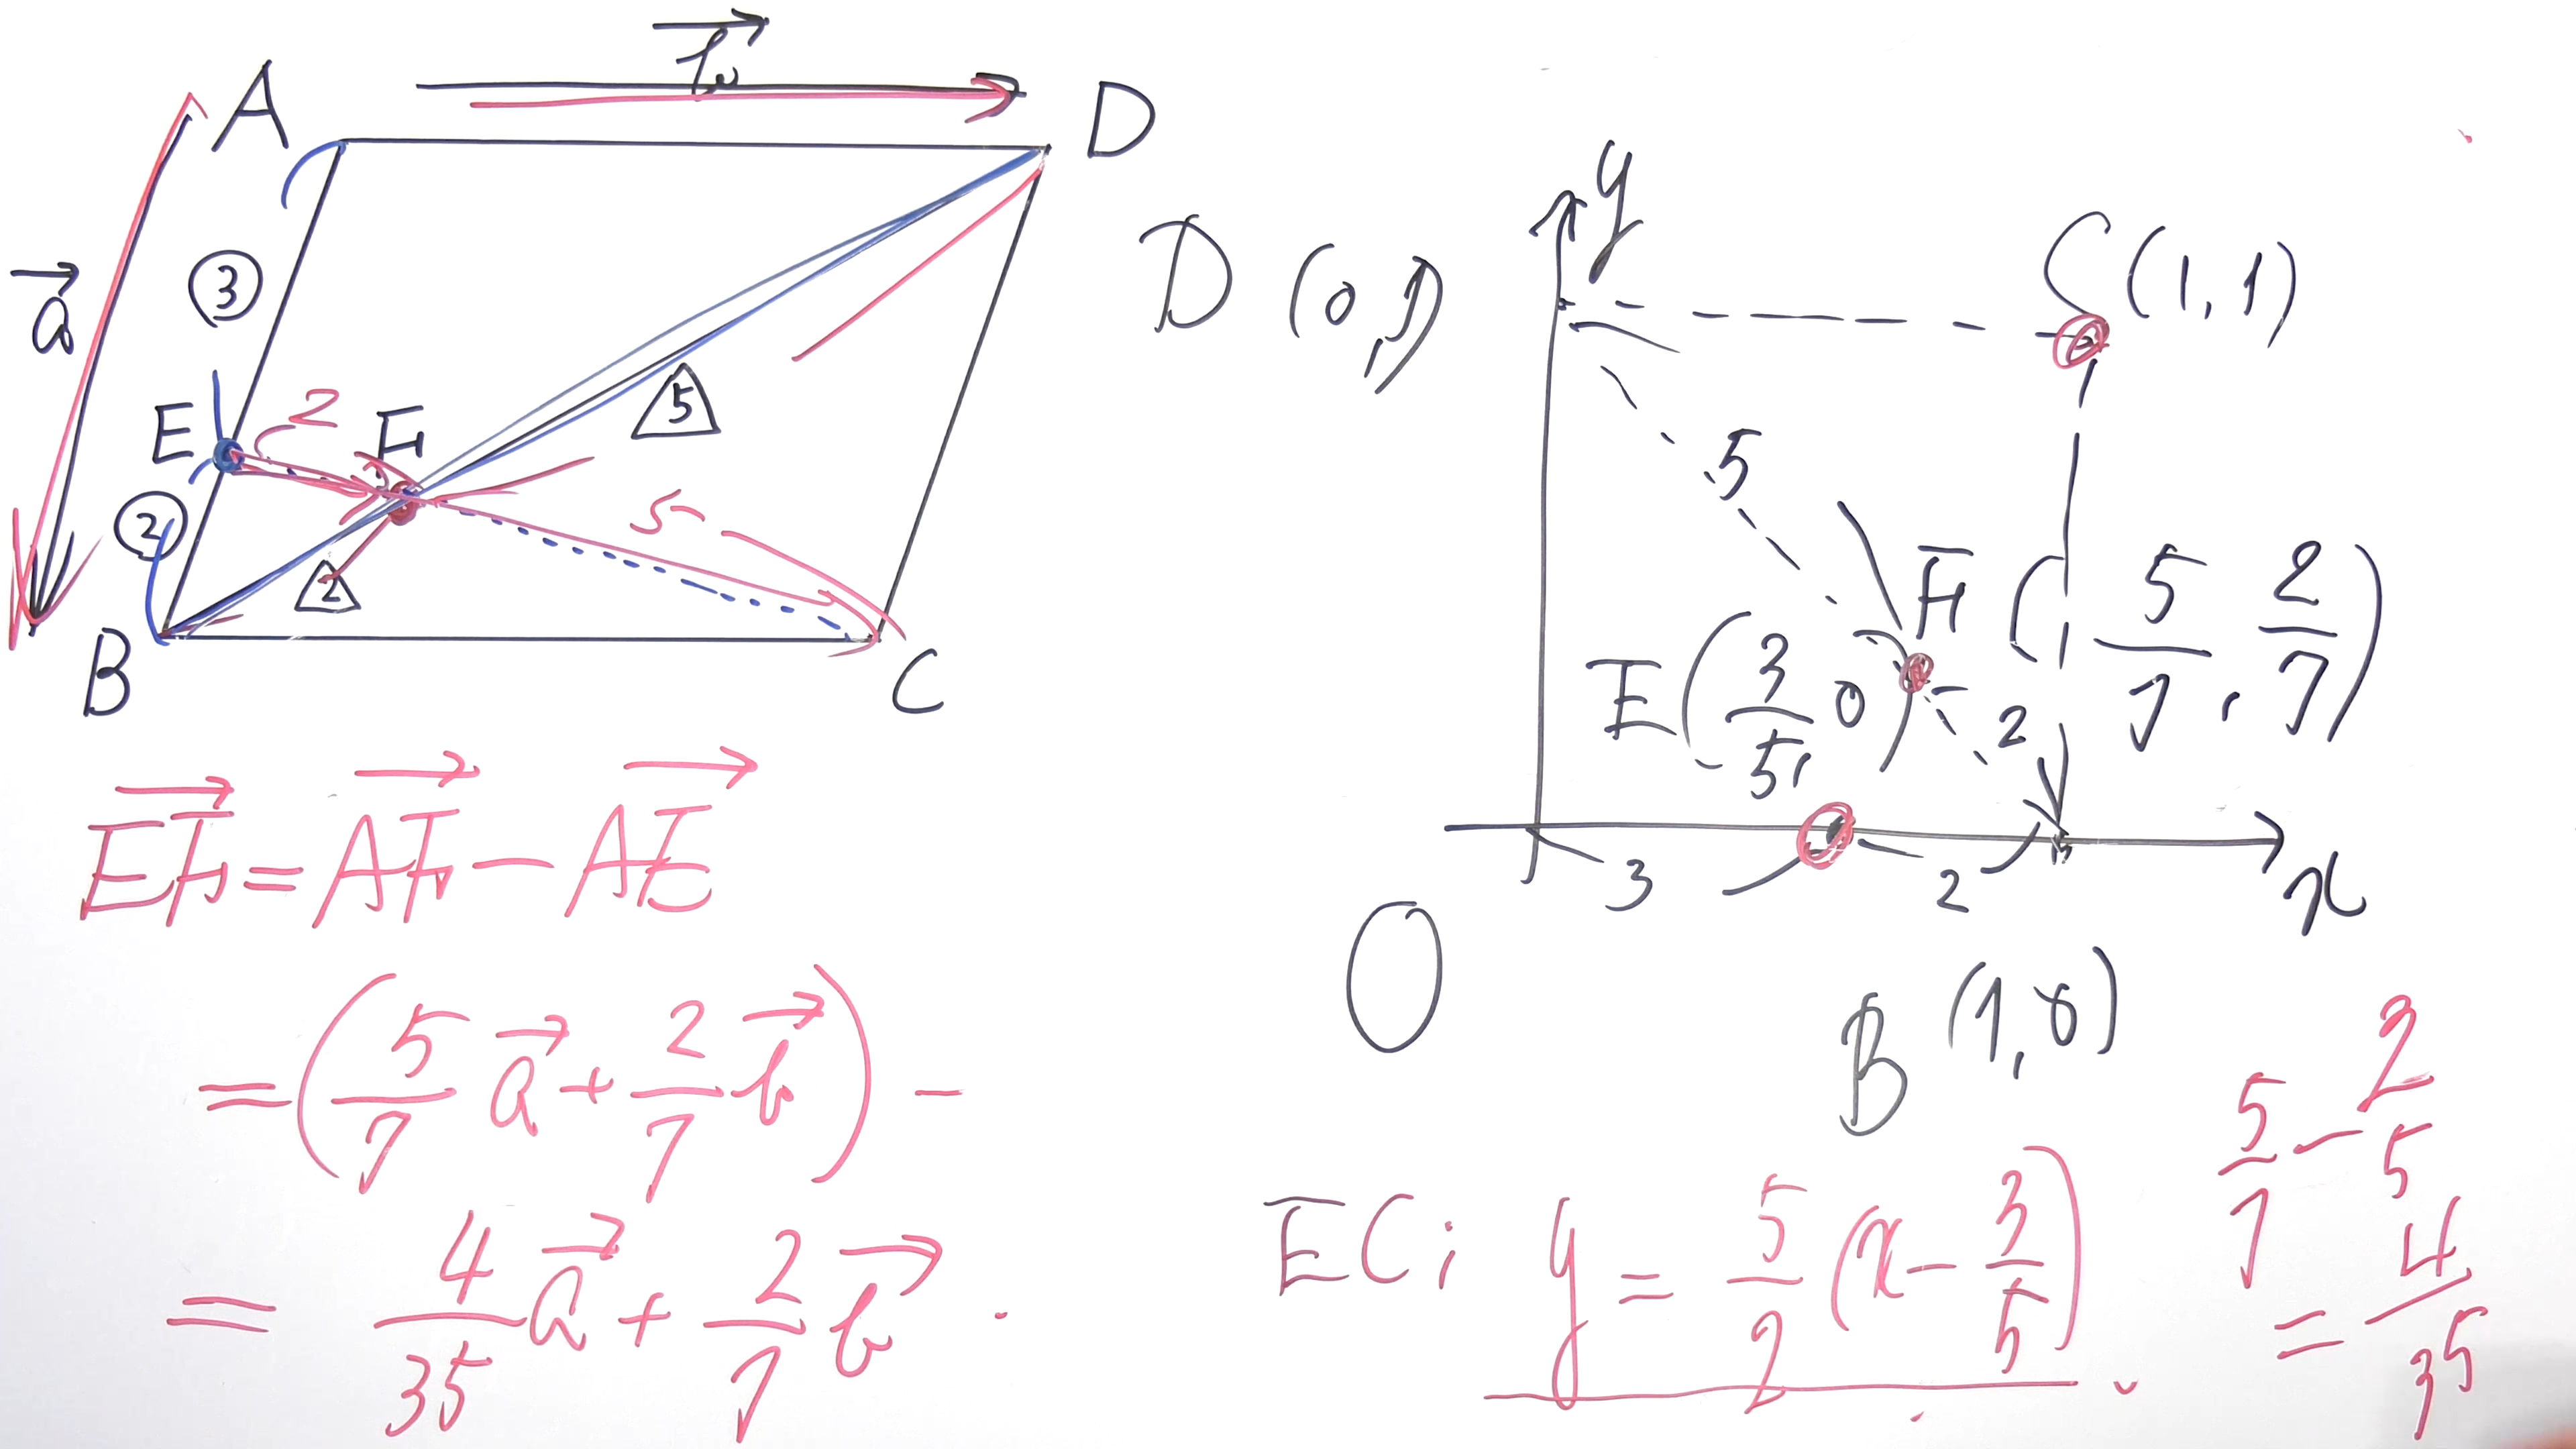 b
A
D
a
③
E
2
F
5
②
2
5
B
C
EF = AF − AE
= (5/7 a + 2/7 b) −
= 4/35 a + 2/7 b .
y
D (0,1)
C (1,1)
5
F (5/7, 2/7)
E (3/5, 0)
2
3
2
x
O
B (1,0)
EC; y = 5/2 (x − 3/5)
5/7 − 3/5
= 4/35